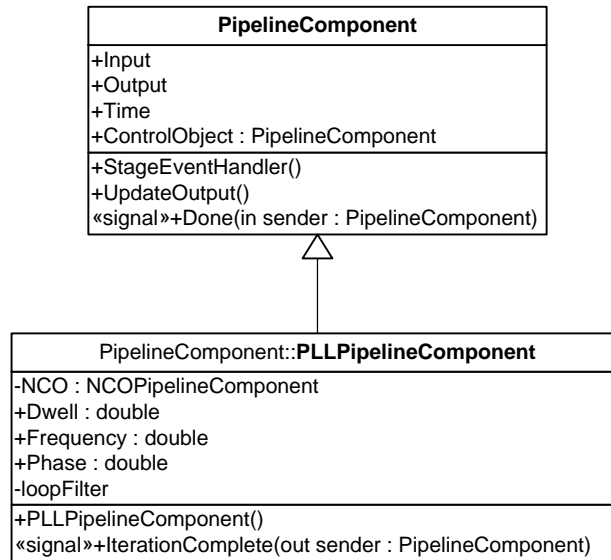 PipelineComponent
+Input
+Output
+Time
+ControlObject : PipelineComponent
+StageEventHandler()
+UpdateOutput()
«signal»+Done(in sender : PipelineComponent)
PipelineComponent::PLLPipelineComponent
-NCO : NCOPipelineComponent
+Dwell : double
+Frequency : double
+Phase : double
-loopFilter
+PLLPipelineComponent()
«signal»+IterationComplete(out sender : PipelineComponent)